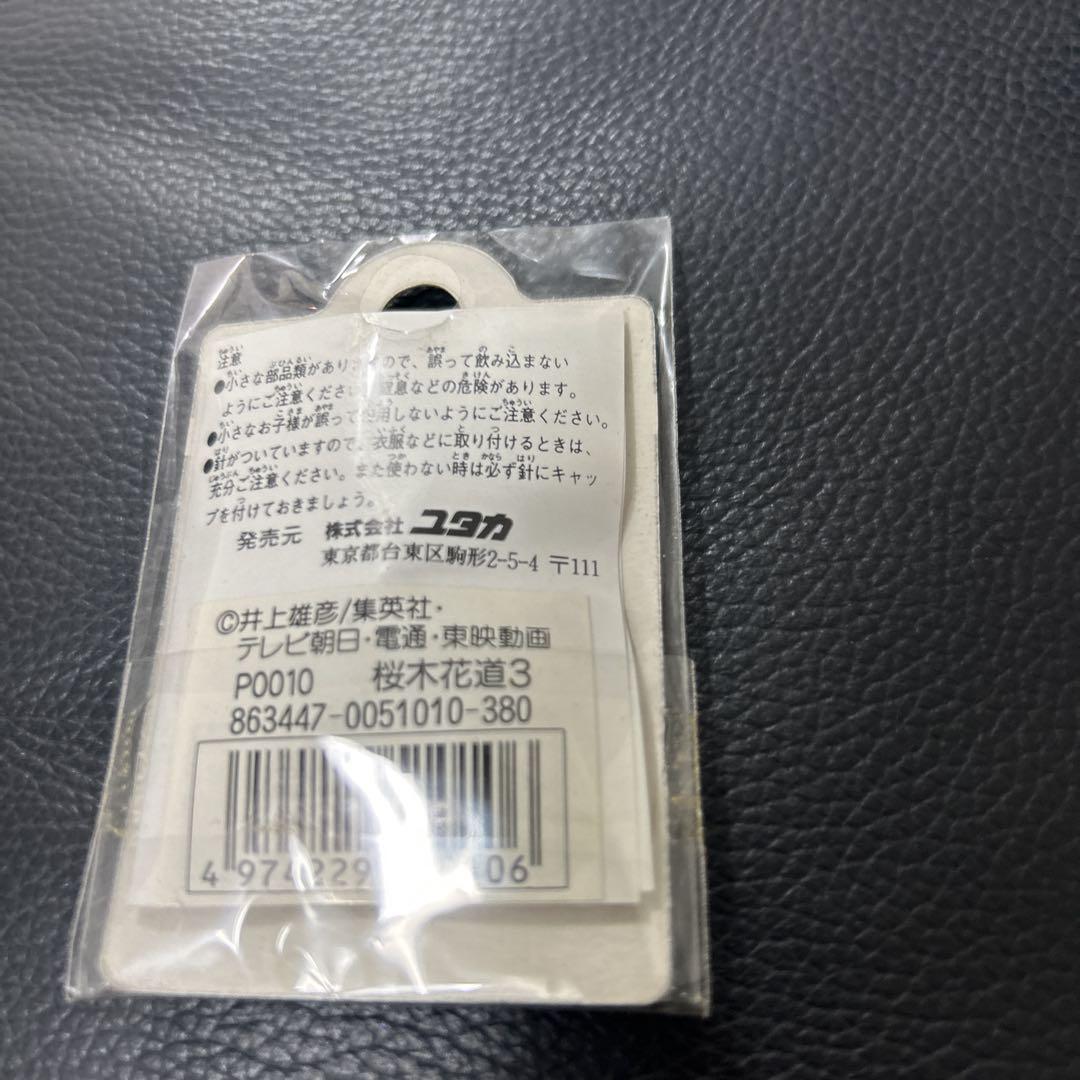 注意
●小さな部品類がありますので、誤って飲み込まない
ようにご注意ください。窒息などの危険があります。
●小さなお子様が誤って使用しないようにご注意ください。
●針がついていますので、衣服などに取り付けるときは、
充分ご注意ください。また使わない時は必ず針にキャッ
プを付けておきましょう。
発売元 株式会社 ユタカ
東京都台東区駒形2-5-4 〒111
©井上雄彦/集英社・
テレビ朝日・電通・東映動画
P0010 桜木花道3
863447-0051010-380
4 974229 06